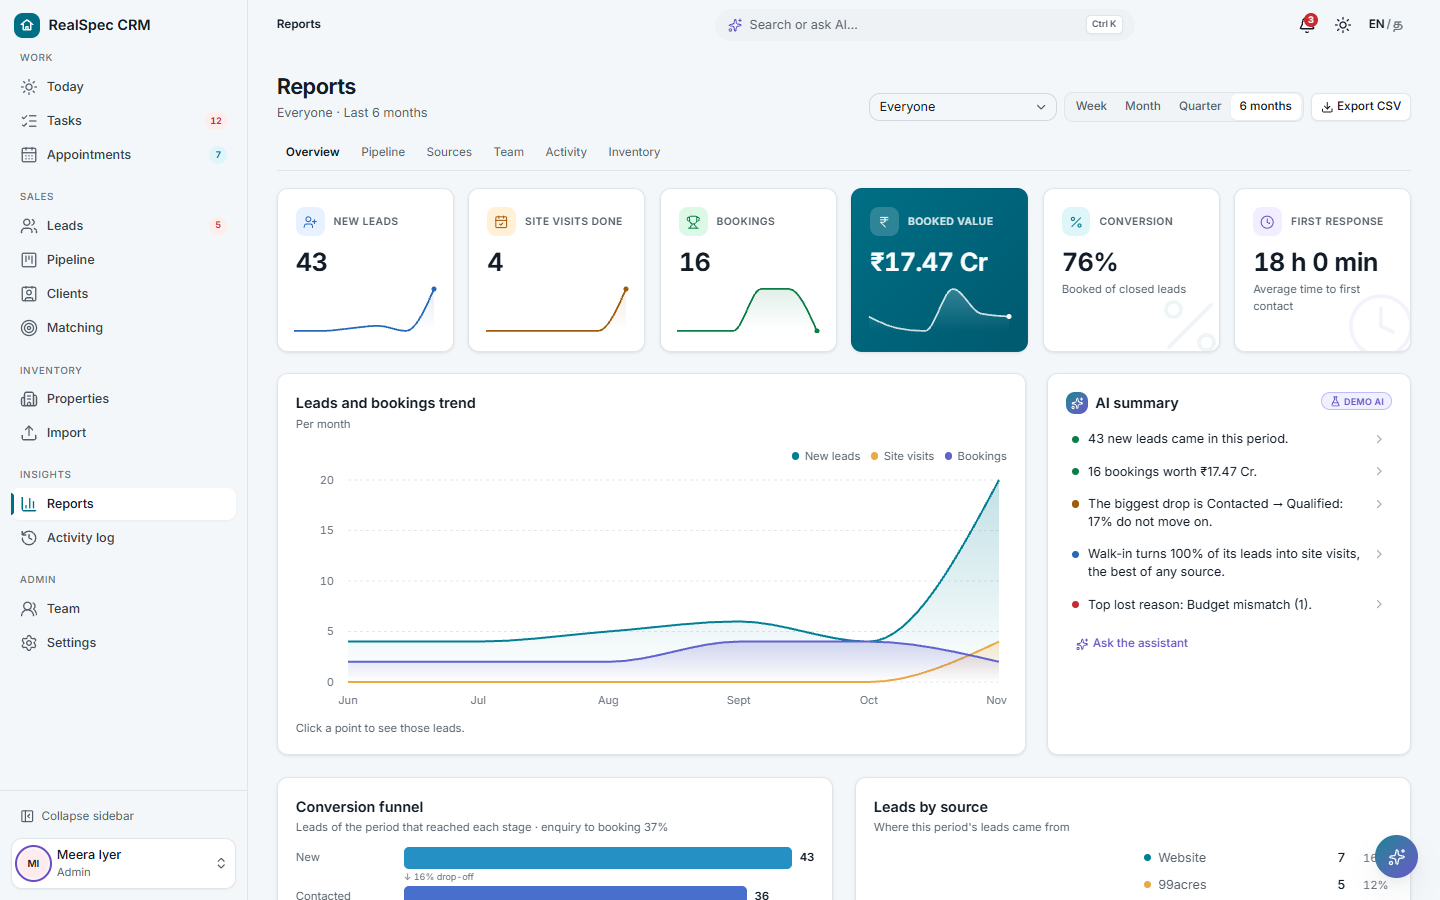 RealSpec CRM
WORK
Today
Tasks
12
Appointments
7
SALES
Leads
5
Pipeline
Clients
Matching
INVENTORY
Properties
Import
INSIGHTS
Reports
Activity log
ADMIN
Team
Settings
Collapse sidebar
MI
Meera Iyer
Admin
Reports
Search or ask AI...
Ctrl K
3
EN / த
Reports
Everyone · Last 6 months
Everyone
Week Month Quarter 6 months
Export CSV
Overview Pipeline Sources Team Activity Inventory
NEW LEADS
43
SITE VISITS DONE
4
BOOKINGS
16
₹ BOOKED VALUE
₹17.47 Cr
CONVERSION
76%
Booked of closed leads
FIRST RESPONSE
18 h 0 min
Average time to first
contact
Leads and bookings trend
Per month
New leads Site visits Bookings
20
15
10
5
0
Jun Jul Aug Sept Oct Nov
Click a point to see those leads.
AI summary
DEMO AI
43 new leads came in this period.
16 bookings worth ₹17.47 Cr.
The biggest drop is Contacted → Qualified:
17% do not move on.
Walk-in turns 100% of its leads into site visits,
the best of any source.
Top lost reason: Budget mismatch (1).
Ask the assistant
Conversion funnel
Leads of the period that reached each stage · enquiry to booking 37%
New 43
↓ 16% drop-off
Contacted 36
Leads by source
Where this period's leads came from
Website 7
99acres 5 12%